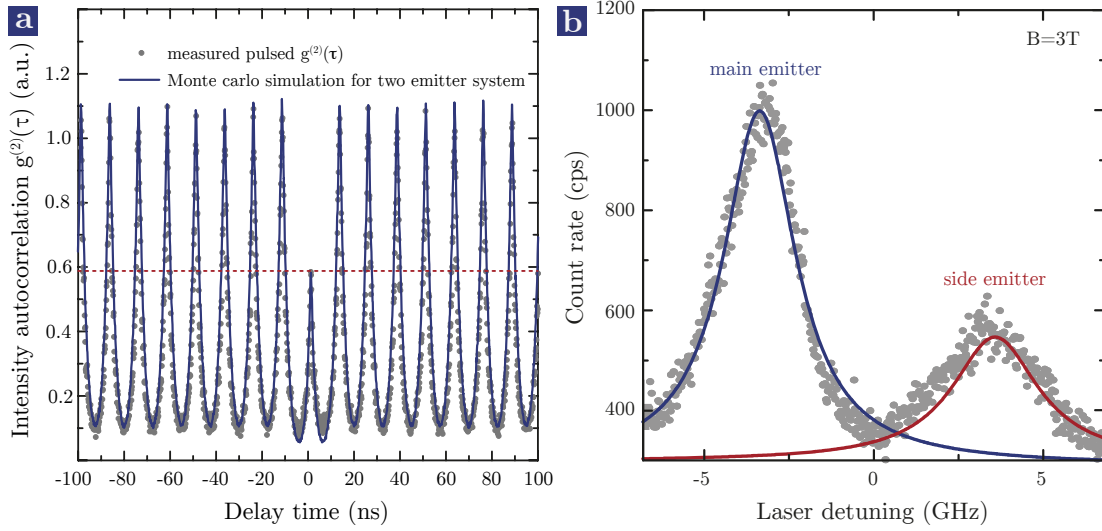 a
Intensity autocorrelation g⁽²⁾(τ) (a.u.)
1.2
1.0
0.8
0.6
0.4
0.2
measured pulsed g⁽²⁾(τ)
Monte carlo simulation for two emitter system
-100 -80 -60 -40 -20 0 20 40 60 80 100
Delay time (ns)
b
Count rate (cps)
1200
1000
800
600
400
B=3T
main emitter
side emitter
-5 0 5
Laser detuning (GHz)